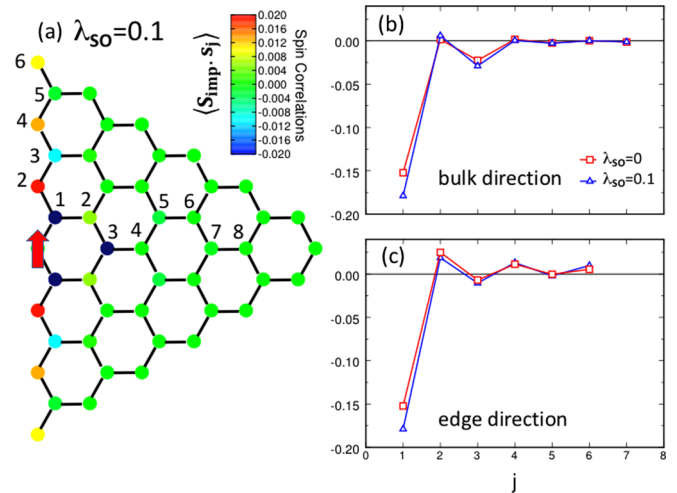 (a) λso=0.1
⟨Simp· sj⟩
Spin Correlations
0.020
0.016
0.012
0.008
0.004
0.000
-0.004
-0.008
-0.012
-0.016
-0.020
6
5
4
3
2
1 2
3 4
5 6
7 8
(b)
0.00
-0.05
-0.10
-0.15
-0.20
bulk direction
λso=0
λso=0.1
(c)
0.00
-0.05
-0.10
-0.15
-0.20
edge direction
0 1 2 3 4 5 6 7 8
j